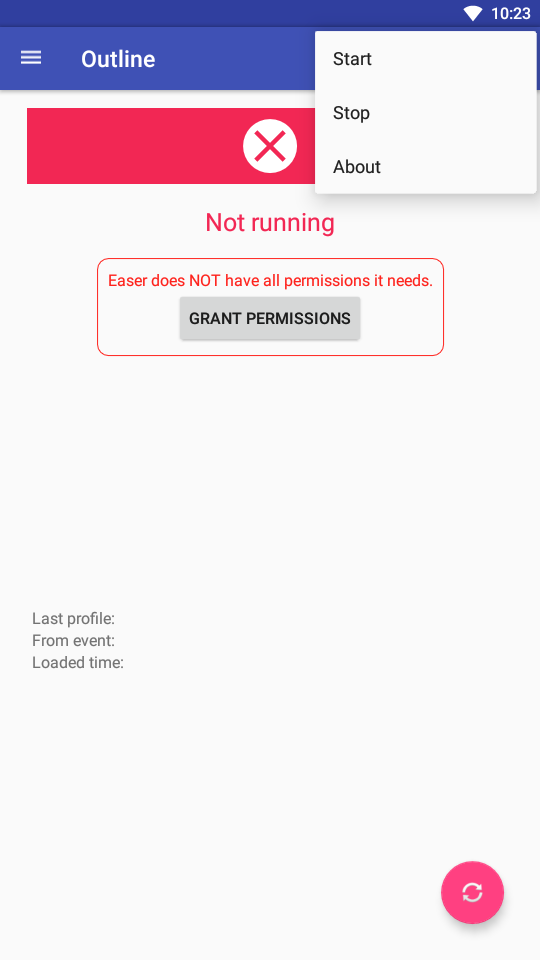 10:23
Outline
Start
Stop
About
Not running
Easer does NOT have all permissions it needs.
GRANT PERMISSIONS
Last profile:
From event:
Loaded time: